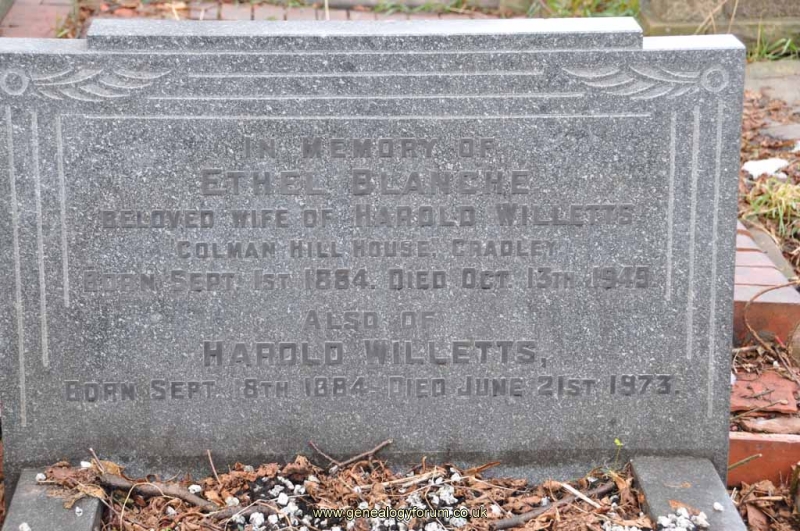 IN MEMORY OF
ETHEL BLANCHE
BELOVED WIFE OF HAROLD WILLETTS
COLMAN HILL HOUSE, CRADLEY
BORN SEPT. 1ST 1884. DIED OCT. 13TH 1949
ALSO OF
HAROLD WILLETTS,
BORN SEPT. 8TH 1884 - DIED JUNE 21ST 1973.
www.genealogyforum.co.uk